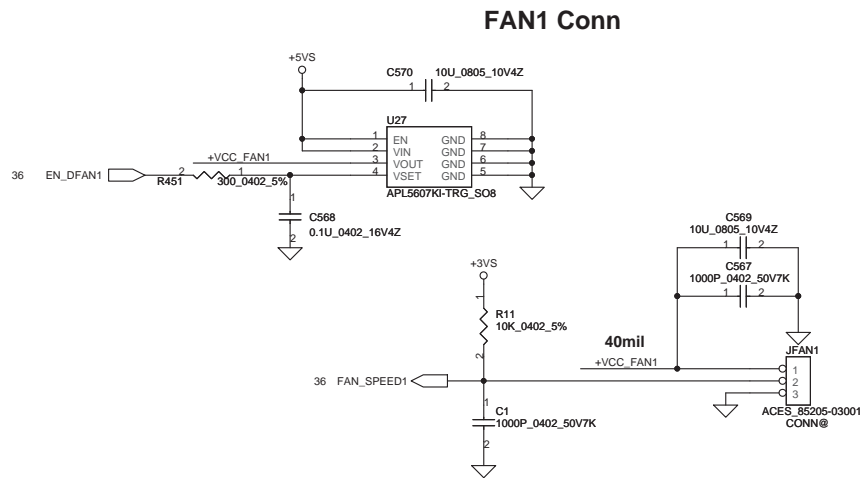 FAN1 Conn
+5VS
C570
10U_0805_10V4Z
1
2
U27
1 EN GND 8
2 VIN GND 7
+VCC_FAN1
3 VOUT GND 6
4 VSET GND 5
APL5607KI-TRG_SO8
36 EN_DFAN1
2
1
R451
300_0402_5%
1
C568
0.1U_0402_16V4Z
2
C569
10U_0805_10V4Z
1
2
C567
1000P_0402_50V7K
1
2
+3VS
1
R11
10K_0402_5%
2
40mil
+VCC_FAN1
JFAN1
1
2
3
36 FAN_SPEED1
1
C1
1000P_0402_50V7K
2
ACES_85205-03001
CONN@